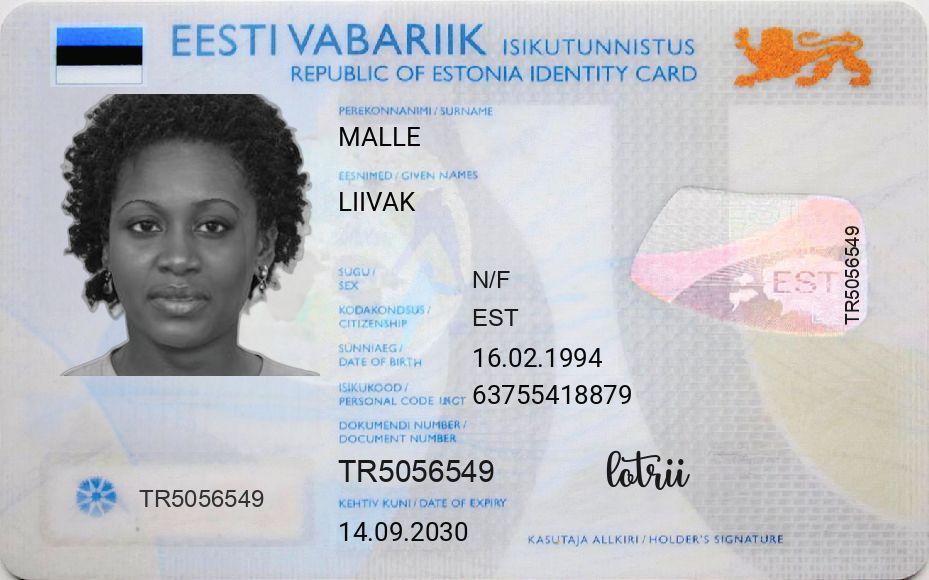 EESTI VABARIIK ISIKUTUNNISTUS
REPUBLIC OF ESTONIA IDENTITY CARD
PEREKONNANIMI / SURNAME
MALLE
EESNIMED / GIVEN NAMES
LIIVAK
SUGU /
SEX
N/F
KODAKONDSUS /
CITIZENSHIP
EST
SÜNNIAEG /
DATE OF BIRTH
16.02.1994
ISIKUKOOD /
PERSONAL CODE
63755418879
DOKUMENDI NUMBER /
DOCUMENT NUMBER
TR5056549
KEHTIV KUNI / DATE OF EXPIRY
14.09.2030
TR5056549
EST
TR5056549
lotrii
KASUTAJA ALLKIRI / HOLDER'S SIGNATURE